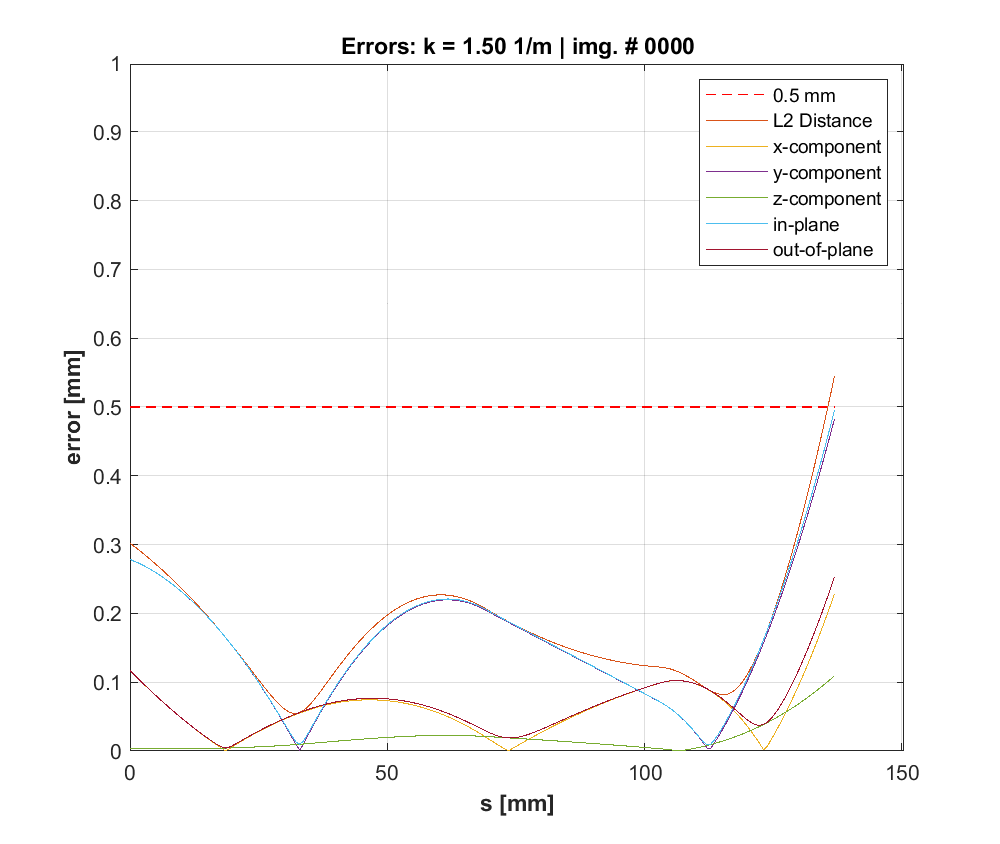 Errors: k = 1.50 1/m | img. # 0000
1
0.9
0.8
0.7
0.6
0.5
0.4
0.3
0.2
0.1
0
error [mm]
0.5 mm
L2 Distance
x-component
y-component
z-component
in-plane
out-of-plane
0
50
100
150
s [mm]